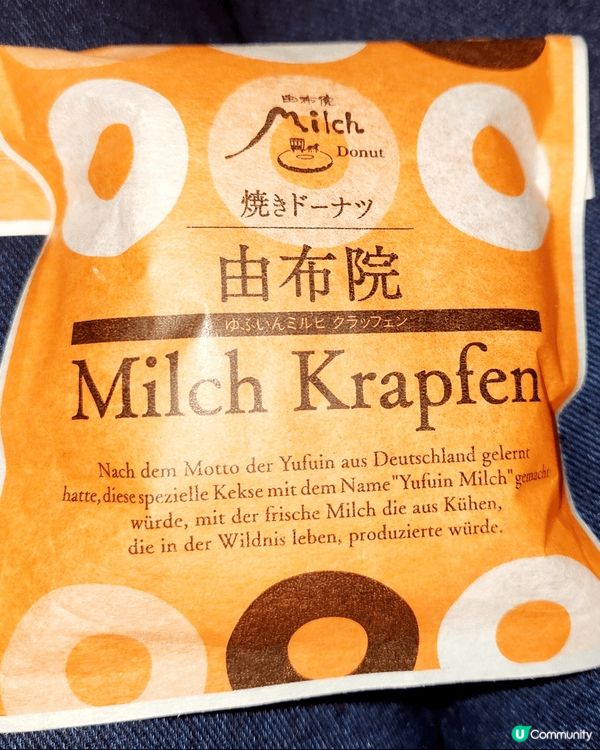 由布院
Milch
Donut
焼きドーナツ
由布院
ゆふいんミルヒ クラッフェン
Milch Krapfen
Nach dem Motto der Yufuin aus Deutschland gelernt
hatte, diese spezielle Kekse mit dem Name "Yufuin Milch" gemacht
würde, mit der frische Milch die aus Kühen,
die in der Wildnis leben, produzierte würde.
U Community